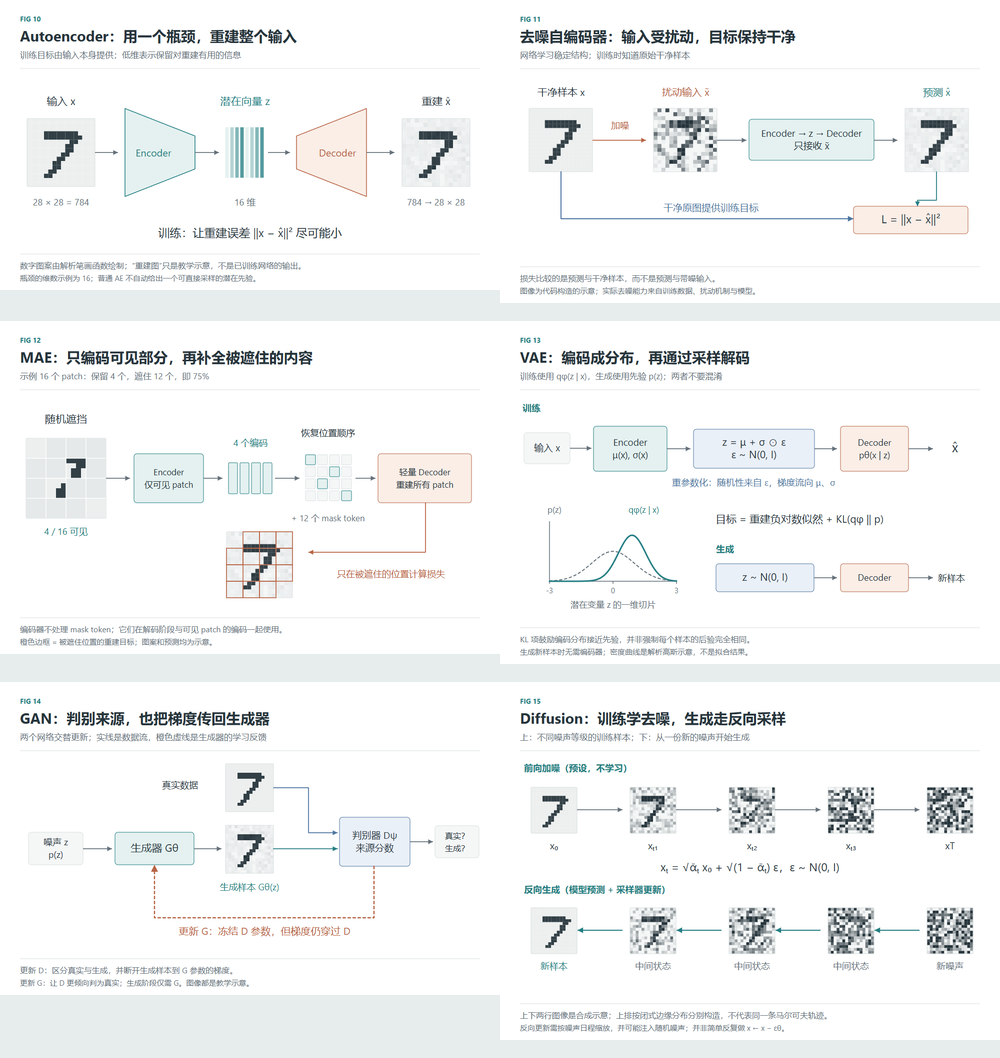 FIG 10
Autoencoder：用一个瓶颈，重建整个输入
训练目标由输入本身提供；低维表示保留对重建有用的信息
输入 x
潜在向量 z
重建 x̂
Encoder
Decoder
28 × 28 = 784
16 维
784 → 28 × 28
训练：让重建误差 ||x − x̂||² 尽可能小
数字图案由解析笔画函数绘制；“重建图”只是教学示意，不是已训练网络的输出。
瓶颈的维数示例为 16；普通 AE 不自动给出一个可直接采样的潜在先验。
FIG 11
去噪自编码器：输入受扰动，目标保持干净
网络学习稳定结构；训练时知道原始干净样本
干净样本 x
扰动输入 x̃
预测 x̂
加噪
Encoder → z → Decoder
只接收 x̃
干净原图提供训练目标
L = ||x − x̂||²
损失比较的是预测与干净样本，而不是预测与带噪输入。
图像为代码构造的示意；实际去噪能力来自训练数据、扰动机制与模型。
FIG 12
MAE：只编码可见部分，再补全被遮住的内容
示例 16 个 patch：保留 4 个，遮住 12 个，即 75%
随机遮挡
4 个编码
恢复位置顺序
Encoder
仅可见 patch
轻量 Decoder
重建所有 patch
4 / 16 可见
+ 12 个 mask token
只在被遮住的位置计算损失
编码器不处理 mask token；它们在解码阶段与可见 patch 的编码一起使用。
橙色边框 = 被遮住位置的重建目标；图案和预测均为示意。
FIG 13
VAE：编码成分布，再通过采样解码
训练使用 qφ(z | x)，生成使用先验 p(z)；两者不要混淆
训练
输入 x
Encoder
μ(x), σ(x)
z = μ + σ ⊙ ε
ε ~ N(0, I)
Decoder
pθ(x | z)
x̂
重参数化：随机性来自 ε，梯度流向 μ、σ
p(z)
qφ(z | x)
-3
0
3
潜在变量 z 的一维切片
目标 = 重建负对数似然 + KL(qφ ‖ p)
生成
z ~ N(0, I)
Decoder
新样本
KL 项鼓励编码分布接近先验，并非强制每个样本的后验完全相同。
生成新样本时无需编码器；密度曲线是解析高斯示意，不是拟合结果。
FIG 14
GAN：判别来源，也把梯度传回生成器
两个网络交替更新；实线是数据流，橙色虚线是生成器的学习反馈
真实数据
噪声 z
p(z)
生成器 Gθ
判别器 Dψ
来源分数
真实?
生成?
生成样本 Gθ(z)
更新 G：冻结 D 参数，但梯度仍穿过 D
更新 D：区分真实与生成，并断开生成样本到 G 参数的梯度。
更新 G：让 D 更倾向判为真实；生成阶段仅需 G。图像都是教学示意。
FIG 15
Diffusion：训练学去噪，生成走反向采样
上：不同噪声等级的训练样本；下：从一份新的噪声开始生成
前向加噪（预设，不学习）
x₀
xₜ₁
xₜ₂
xₜ₃
xT
xₜ = √ᾱₜ x₀ + √(1 − ᾱₜ) ε，ε ~ N(0, I)
反向生成（模型预测 + 采样器更新）
新样本
中间状态
中间状态
中间状态
新噪声
上下两行图像是合成示意；上排按闭式边缘分布分别构造，不代表同一条马尔可夫轨迹。
反向更新需按噪声日程缩放，并可能注入随机噪声；并非简单反复做 x ← x − εθ。